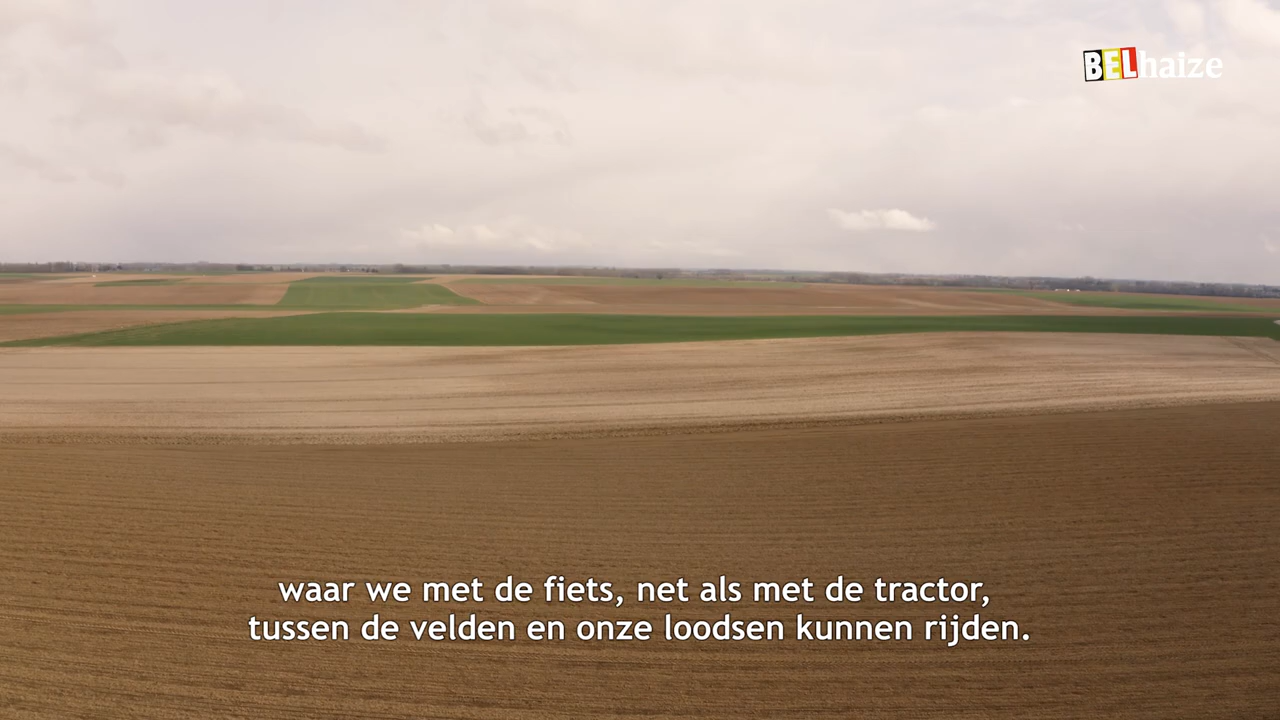 BELhaize
waar we met de fiets, net als met de tractor,
tussen de velden en onze loodsen kunnen rijden.